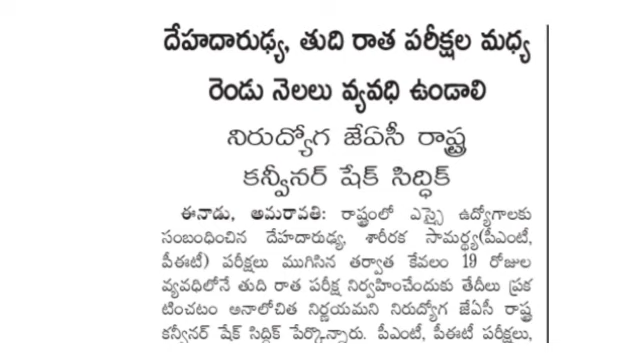 దేహదారుఢ్య, తుది రాత పరీక్షల మధ్య
రెండు నెలలు వ్యవధి ఉండాలి
నిరుద్యోగ జేఏసీ రాష్ట్ర
కన్వీనర్ షేక్ సిద్ధిక్
ఈనాడు, అమరావతి: రాష్ట్రంలో ఎస్సై ఉద్యోగాలకు
సంబంధించిన దేహదారుఢ్య, శారీరక సామర్థ్య(పీఎంటీ,
పీఈటీ) పరీక్షలు ముగిసిన తర్వాత కేవలం 19 రోజుల
వ్యవధిలోనే తుది రాత పరీక్ష నిర్వహించేందుకు తేదీలు ప్రక
టించటం అనాలోచిత నిర్ణయమని నిరుద్యోగ జేఏసీ రాష్ట్ర
కన్వీనర్ షేక్ సిద్ధిక్ పేర్కొన్నారు. పీఎంటీ, పీఈటీ పరీక్షలు,